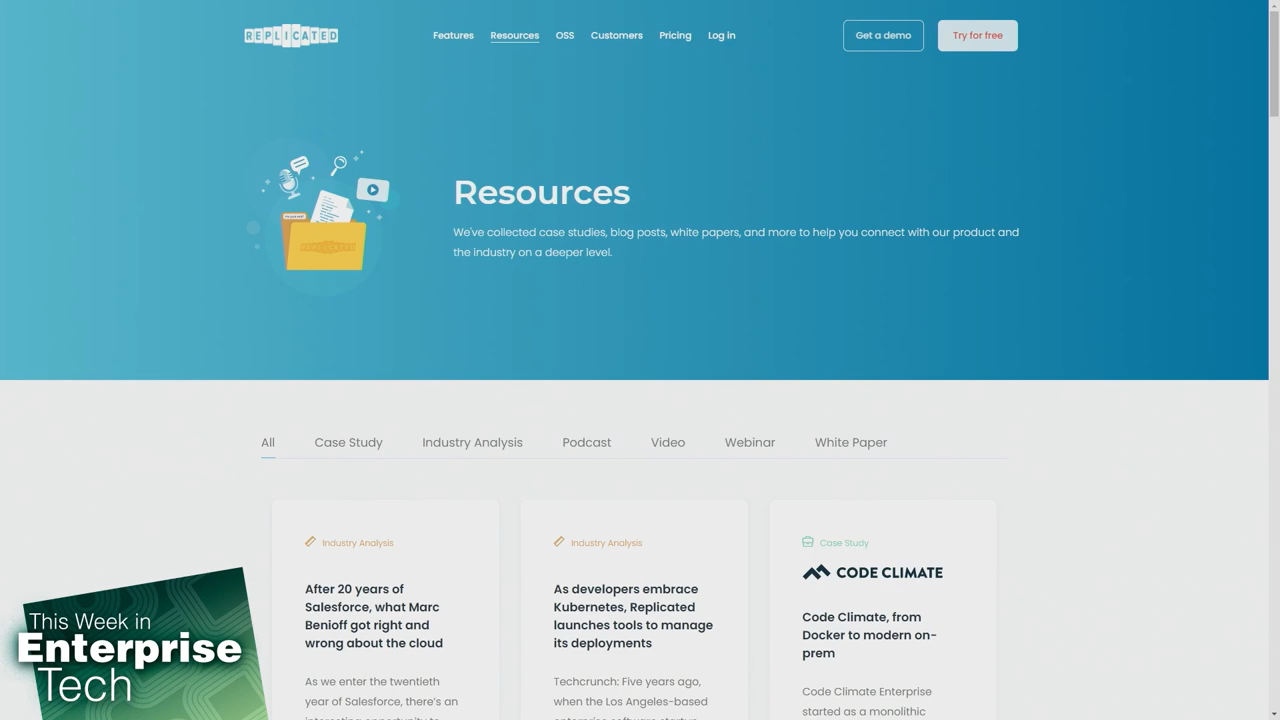 REPLICATED
Features
Resources
OSS
Customers
Pricing
Log in
Get a demo
Try for free
REPLICATED
Resources
We've collected case studies, blog posts, white papers, and more to help you connect with our product and
the industry on a deeper level.
All
Case Study
Industry Analysis
Podcast
Video
Webinar
White Paper
Industry Analysis
After 20 years of
Salesforce, what Marc
Benioff got right and
wrong about the cloud
As we enter the twentieth
year of Salesforce, there's an
Industry Analysis
As developers embrace
Kubernetes, Replicated
launches tools to manage
its deployments
Techcrunch: Five years ago,
when the Los Angeles-based
Case Study
CODE CLIMATE
Code Climate, from
Docker to modern on-
prem
Code Climate Enterprise
started as a monolithic
This Week in
Enterprise
Tech